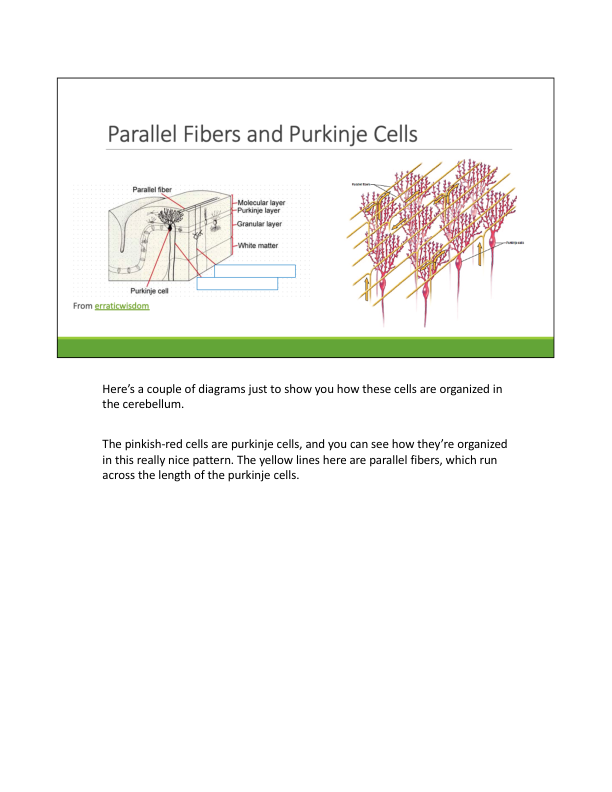 Parallel Fibers and Purkinje Cells
Parallel fiber
Molecular layer
Purkinje layer
Granular layer
White matter
Purkinje cell
From erraticwisdom
Parallel fibers
Purkinje cells
Here's a couple of diagrams just to show you how these cells are organized in
the cerebellum.
The pinkish-red cells are purkinje cells, and you can see how they're organized
in this really nice pattern. The yellow lines here are parallel fibers, which run
across the length of the purkinje cells.